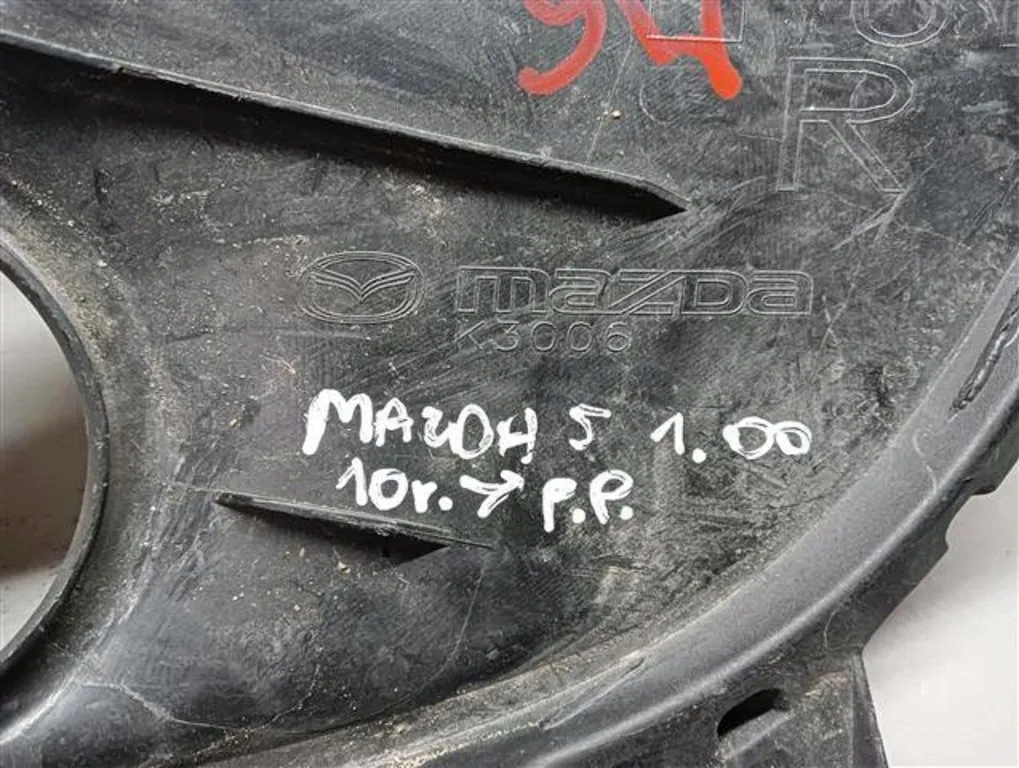 R
mazda
K3006
MAZDA 5 1.00
10r. → P.P.